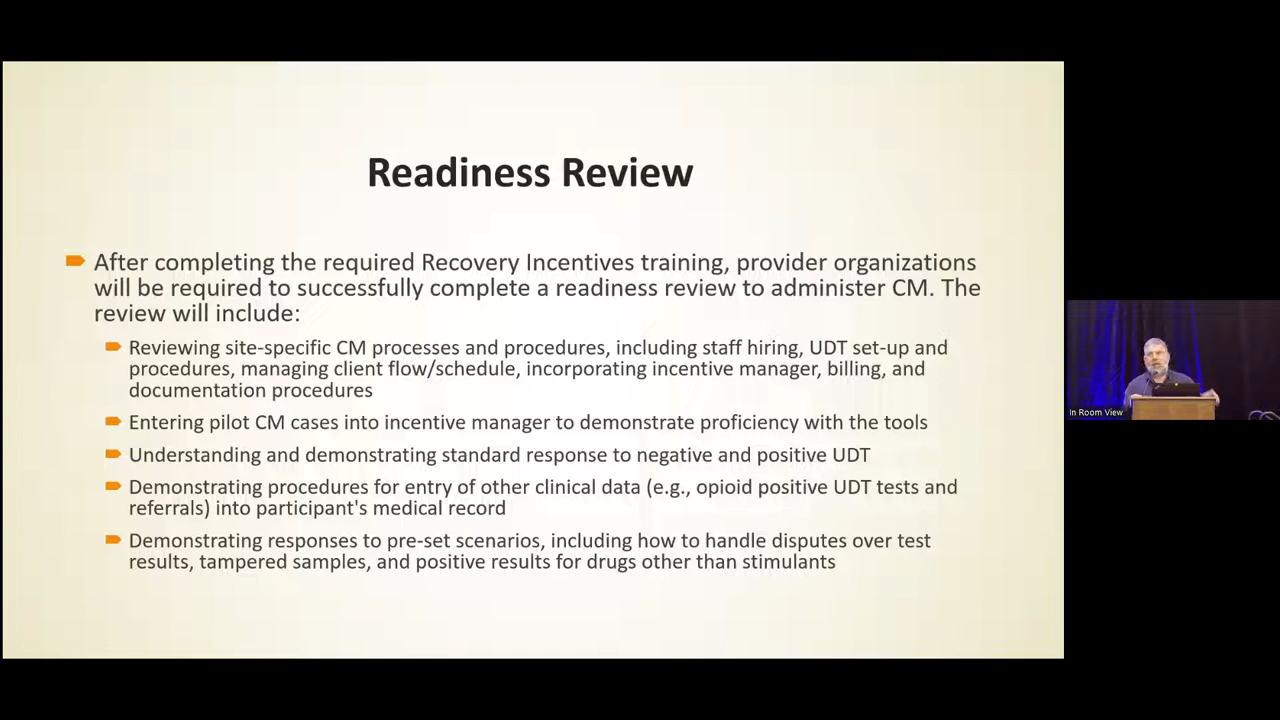 Readiness Review
After completing the required Recovery Incentives training, provider organizations
will be required to successfully complete a readiness review to administer CM. The
review will include:
Reviewing site-specific CM processes and procedures, including staff hiring, UDT set-up and
procedures, managing client flow/schedule, incorporating incentive manager, billing, and
documentation procedures
Entering pilot CM cases into incentive manager to demonstrate proficiency with the tools
Understanding and demonstrating standard response to negative and positive UDT
Demonstrating procedures for entry of other clinical data (e.g., opioid positive UDT tests and
referrals) into participant's medical record
Demonstrating responses to pre-set scenarios, including how to handle disputes over test
results, tampered samples, and positive results for drugs other than stimulants
In Room View